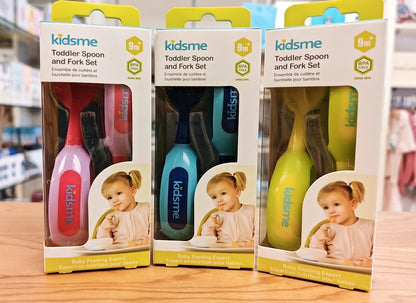 kidsme
9m+
Toddler Spoon
and Fork Set
Ensemble de cuillère et
fourchette pour bambins
kidsme
Baby Feeding Expert
Expert en nutrition pour bébés
kidsme
9m+
Toddler Spoon
and Fork Set
Ensemble de cuillère et
fourchette pour bambins
kidsme
Baby Feeding Expert
Expert en nutrition pour bébés
kidsme
9m+
Toddler Spoon
and Fork Set
Ensemble de cuillère et
fourchette pour bambins
kidsme
Baby Feeding Expert
Expert en nutrition pour bébés